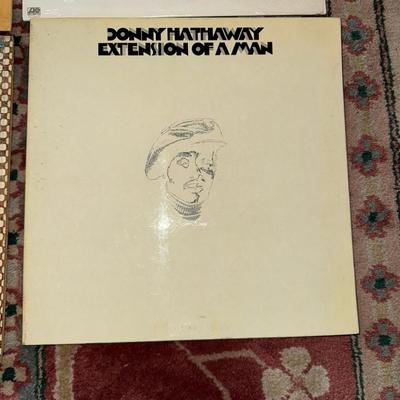 DONNY HATHAWAY
EXTENSION OF A MAN